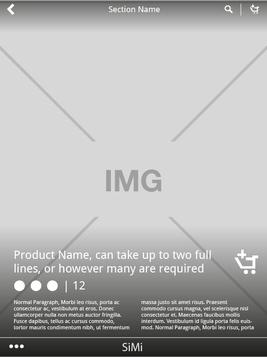 Section Name
IMG
Product Name, can take up to two full
lines, or however many are required
| 12
Normal Paragraph, Morbi leo risus, porta ac
consectetur ac, vestibulum at eros. Donec
ullamcorper nulla non metus auctor fringilla.
Fusce dapibus, tellus ac cursus commodo,
tortor mauris condimentum nibh, ut fermentum
massa justo sit amet risus. Praesent
commodo cursus magna, vel scelerisque nisl
consectetur et. Maecenas faucibus mollis
interdum. Vestibulum id ligula porta felis euis-
mod. Normal Paragraph, Morbi leo risus, porta
SiMi